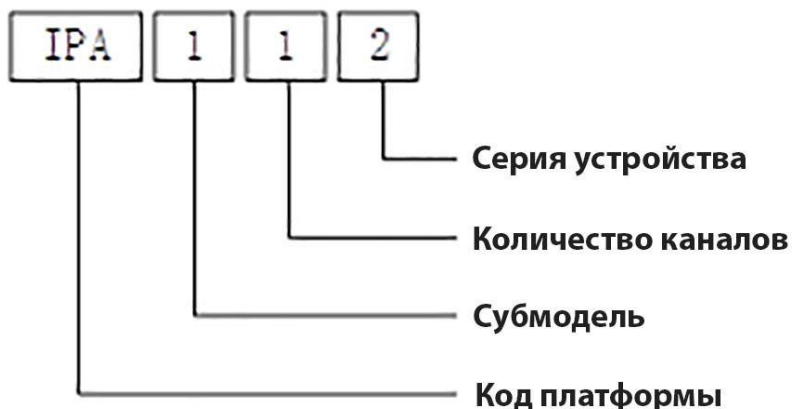 IPA 1 1 2
Серия устройства
Количество каналов
Субмодель
Код платформы